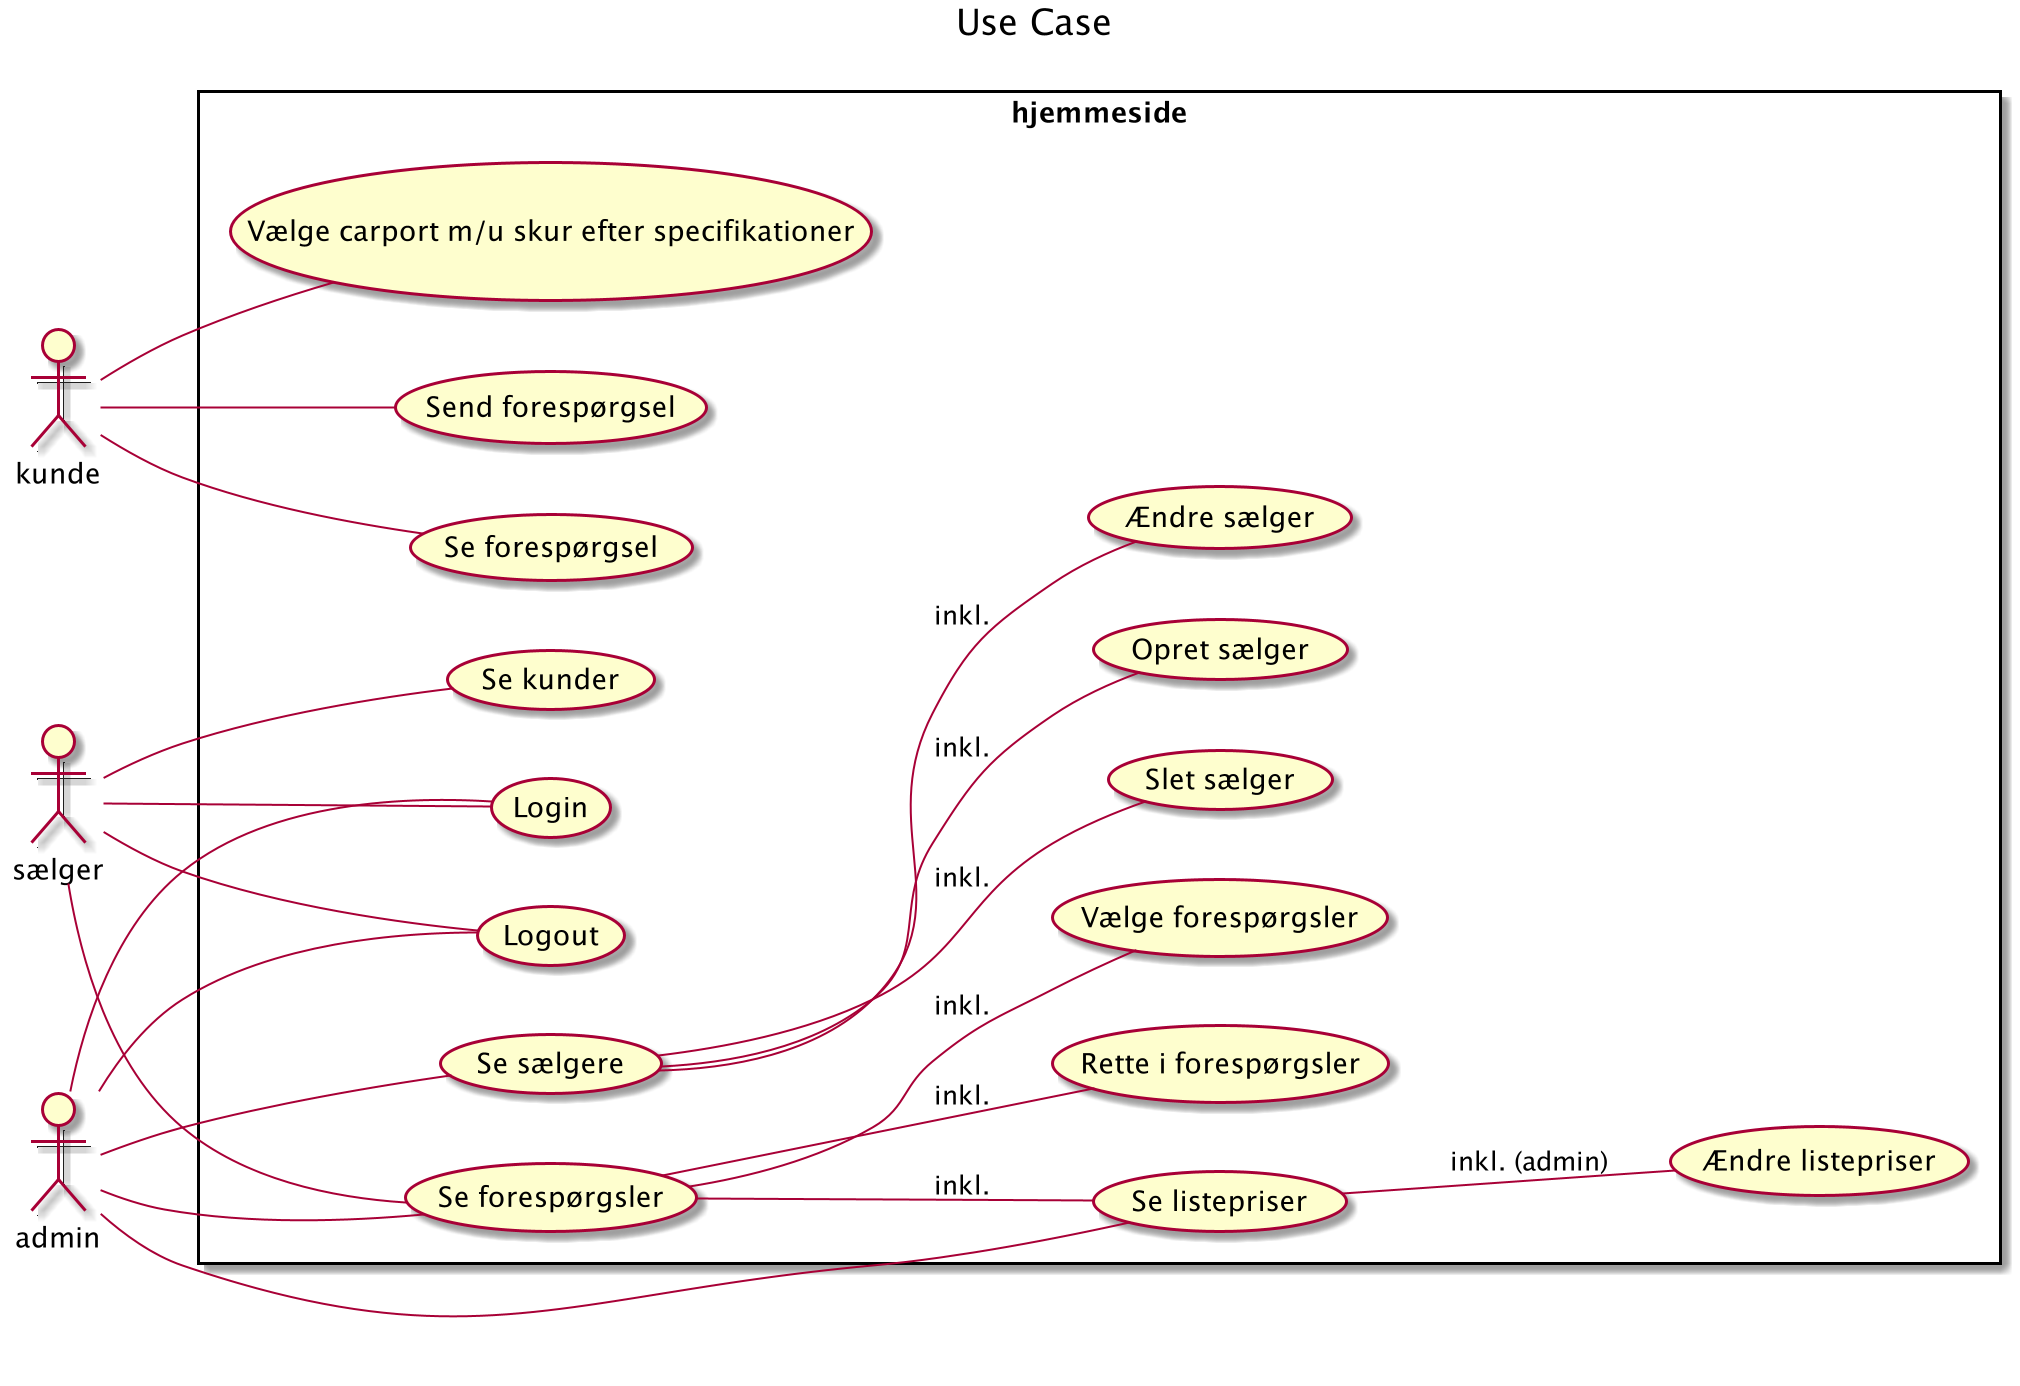 Use Case
hjemmeside
Vælge carport m/u skur efter specifikationer
Send forespørgsel
kunde
Se forespørgsel
Ændre sælger
inkl.
Opret sælger
Se kunder
inkl.
Slet sælger
Login
sælger
inkl.
Vælge forespørgsler
Logout
inkl.
Se sælgere
Rette i forespørgsler
inkl.
inkl. (admin)
Ændre listepriser
inkl.
Se forespørgsler
Se listepriser
admin